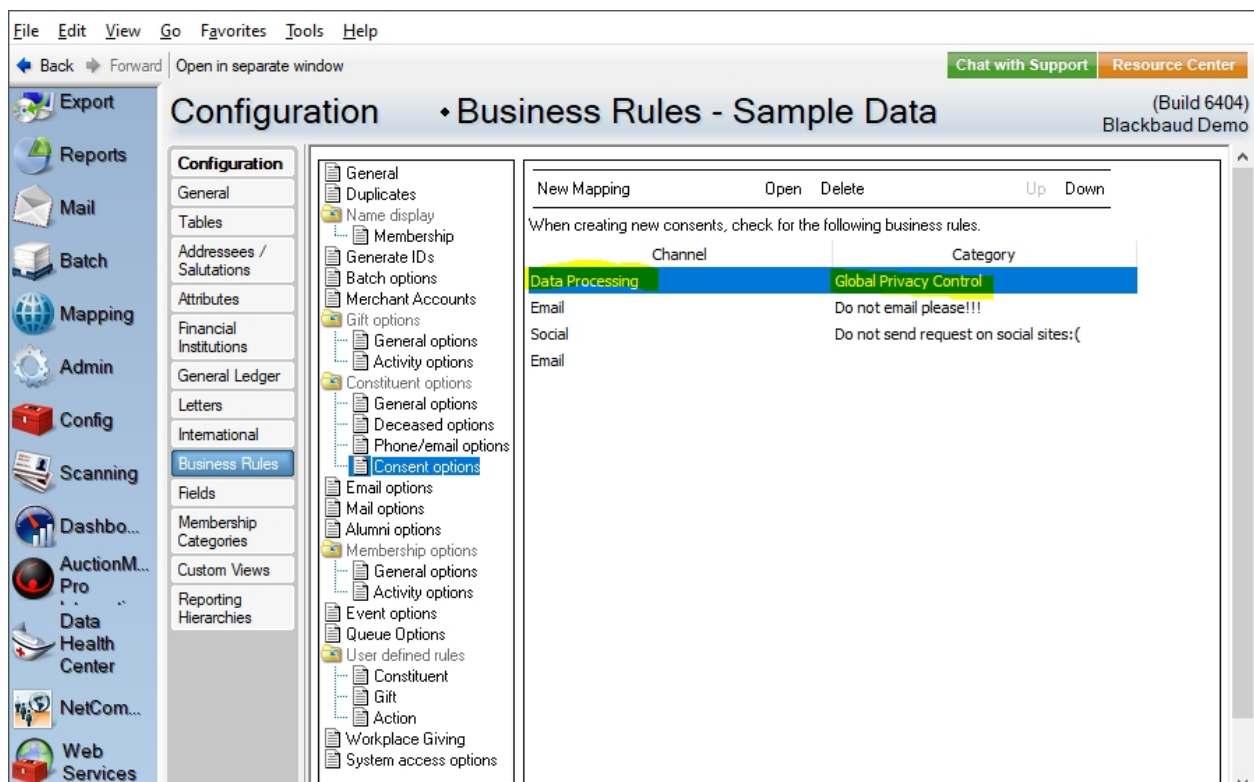 File Edit View Go Favorites Tools Help
Back Forward Open in separate window
Chat with Support Resource Center
Configuration • Business Rules - Sample Data
(Build 6404)
Blackbaud Demo
Export
Reports
Mail
Batch
Mapping
Admin
Config
Scanning
Dashbo...
AuctionM...
Pro
Data
Health
Center
NetCom...
Web
Services
Configuration
General
Tables
Addressees /
Salutations
Attributes
Financial
Institutions
General Ledger
Letters
International
Business Rules
Fields
Membership
Categories
Custom Views
Reporting
Hierarchies
General
Duplicates
Name display
Membership
Generate IDs
Batch options
Merchant Accounts
Gift options
General options
Activity options
Constituent options
General options
Deceased options
Phone/email options
Consent options
Email options
Mail options
Alumni options
Membership options
General options
Activity options
Event options
Queue Options
User defined rules
Constituent
Gift
Action
Workplace Giving
System access options
New Mapping Open Delete Up Down
When creating new consents, check for the following business rules.
Channel Category
Data Processing Global Privacy Control
Email Do not email please!!!
Social Do not send request on social sites:(
Email